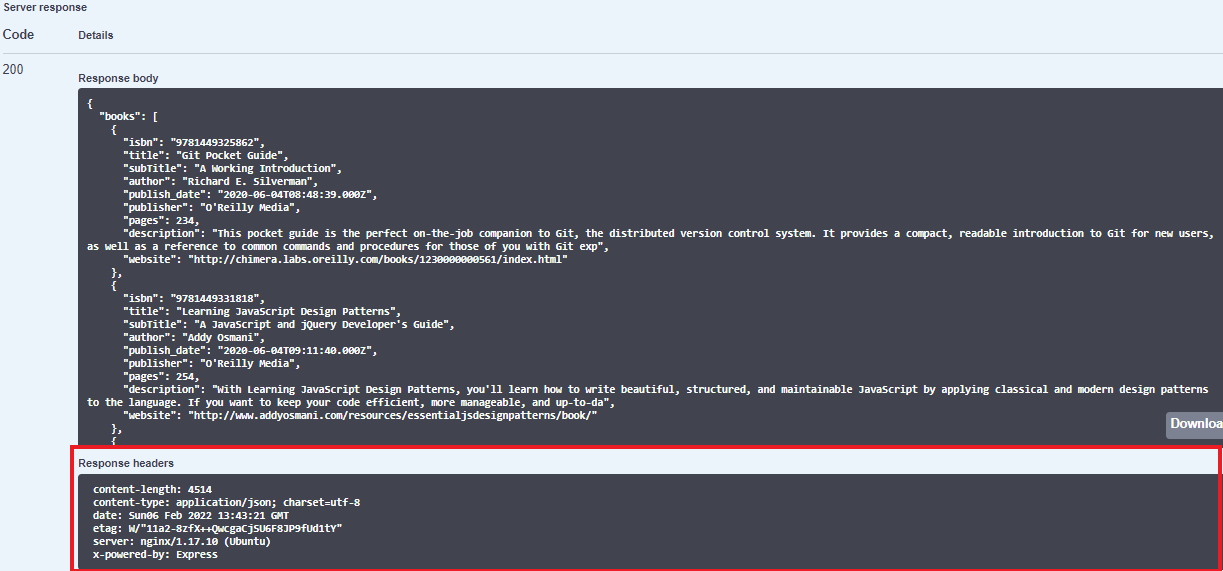 Server response
Code Details
200
Response body
{
"books": [
{
"isbn": "9781449325862",
"title": "Git Pocket Guide",
"subTitle": "A Working Introduction",
"author": "Richard E. Silverman",
"publish_date": "2020-06-04T08:48:39.000Z",
"publisher": "O'Reilly Media",
"pages": 234,
"description": "This pocket guide is the perfect on-the-job companion to Git, the distributed version control system. It provides a compact, readable introduction to Git for new users,
as well as a reference to common commands and procedures for those of you with Git exp",
"website": "http://chimera.labs.oreilly.com/books/1230000000561/index.html"
},
{
"isbn": "9781449331818",
"title": "Learning JavaScript Design Patterns",
"subTitle": "A JavaScript and jQuery Developer's Guide",
"author": "Addy Osmani",
"publish_date": "2020-06-04T09:11:40.000Z",
"publisher": "O'Reilly Media",
"pages": 254,
"description": "With Learning JavaScript Design Patterns, you'll learn how to write beautiful, structured, and maintainable JavaScript by applying classical and modern design patterns
to the language. If you want to keep your code efficient, more manageable, and up-to-da",
"website": "http://www.addyosmani.com/resources/essentialjsdesignpatterns/book/"
},
{
Downloa
Response headers
content-length: 4514
content-type: application/json; charset=utf-8
date: Sun06 Feb 2022 13:43:21 GMT
etag: W/"11a2-8zfX++QwcgaCjSU6F8JP9fUd1tY"
server: nginx/1.17.10 (Ubuntu)
x-powered-by: Express